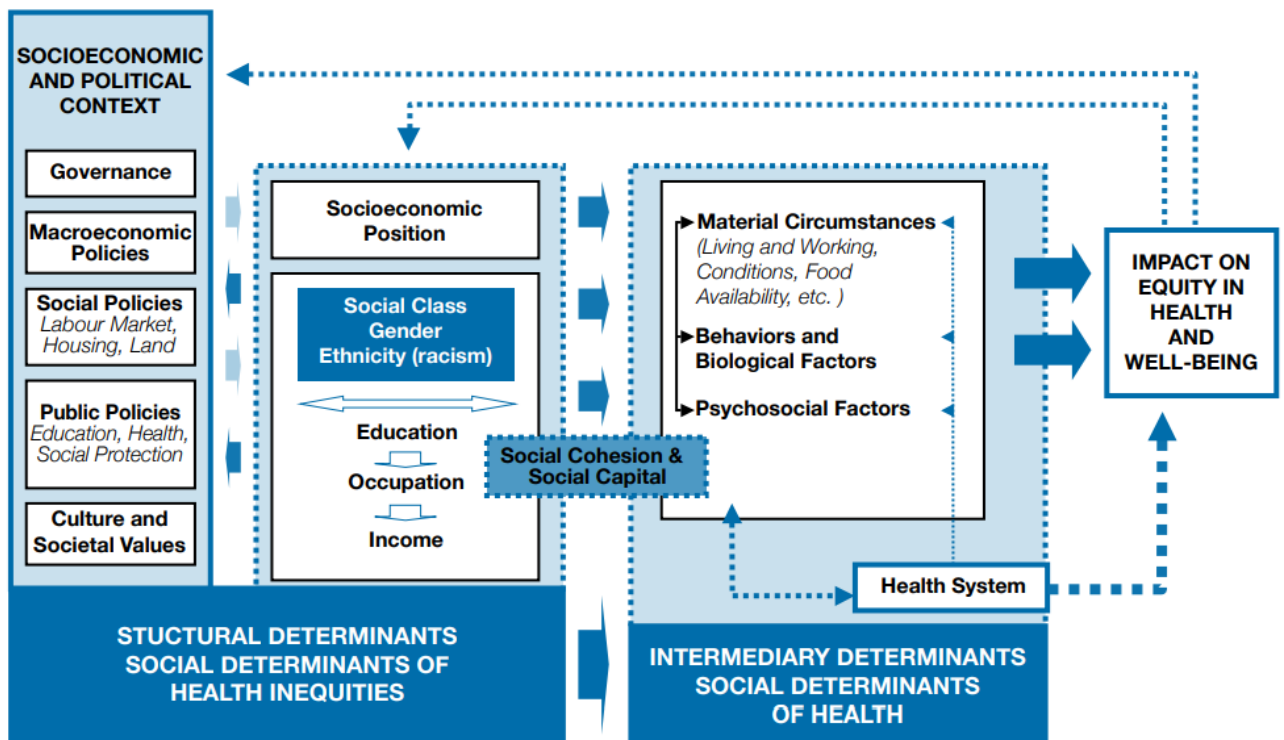 SOCIOECONOMIC
AND POLITICAL
CONTEXT
Governance
Macroeconomic
Policies
Social Policies
Labour Market,
Housing, Land
Public Policies
Education, Health,
Social Protection
Culture and
Societal Values
Socioeconomic
Position
Social Class
Gender
Ethnicity (racism)
Education
Occupation
Income
Social Cohesion &
Social Capital
Material Circumstances
(Living and Working,
Conditions, Food
Availability, etc. )
Behaviors and
Biological Factors
Psychosocial Factors
Health System
IMPACT ON
EQUITY IN
HEALTH
AND
WELL-BEING
STUCTURAL DETERMINANTS
SOCIAL DETERMINANTS OF
HEALTH INEQUITIES
INTERMEDIARY DETERMINANTS
SOCIAL DETERMINANTS
OF HEALTH